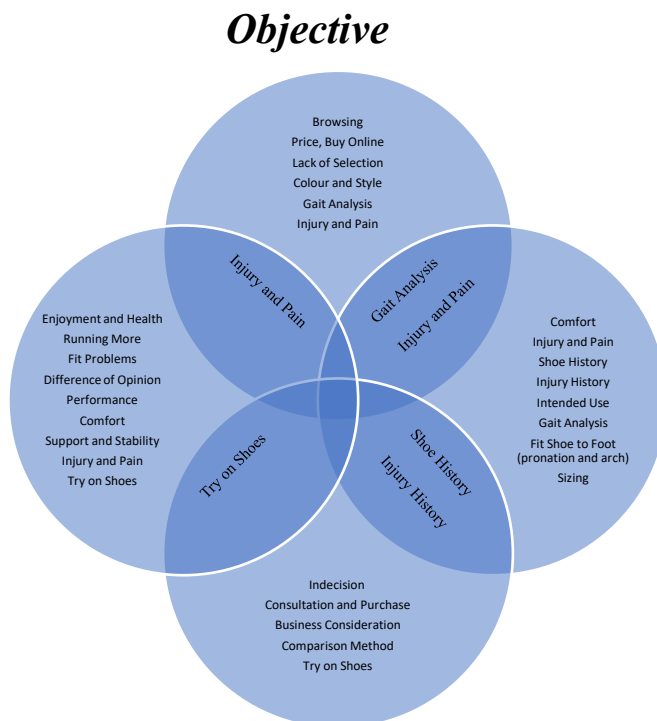 Objective
Browsing
Price, Buy Online
Lack of Selection
Colour and Style
Gait Analysis
Injury and Pain
Injury and Pain
Gait Analysis
Injury and Pain
Enjoyment and Health
Running More
Fit Problems
Difference of Opinion
Performance
Comfort
Support and Stability
Injury and Pain
Try on Shoes
Comfort
Injury and Pain
Shoe History
Injury History
Intended Use
Gait Analysis
Fit Shoe to Foot
(pronation and arch)
Sizing
Try on Shoes
Shoe History
Injury History
Indecision
Consultation and Purchase
Business Consideration
Comparison Method
Try on Shoes